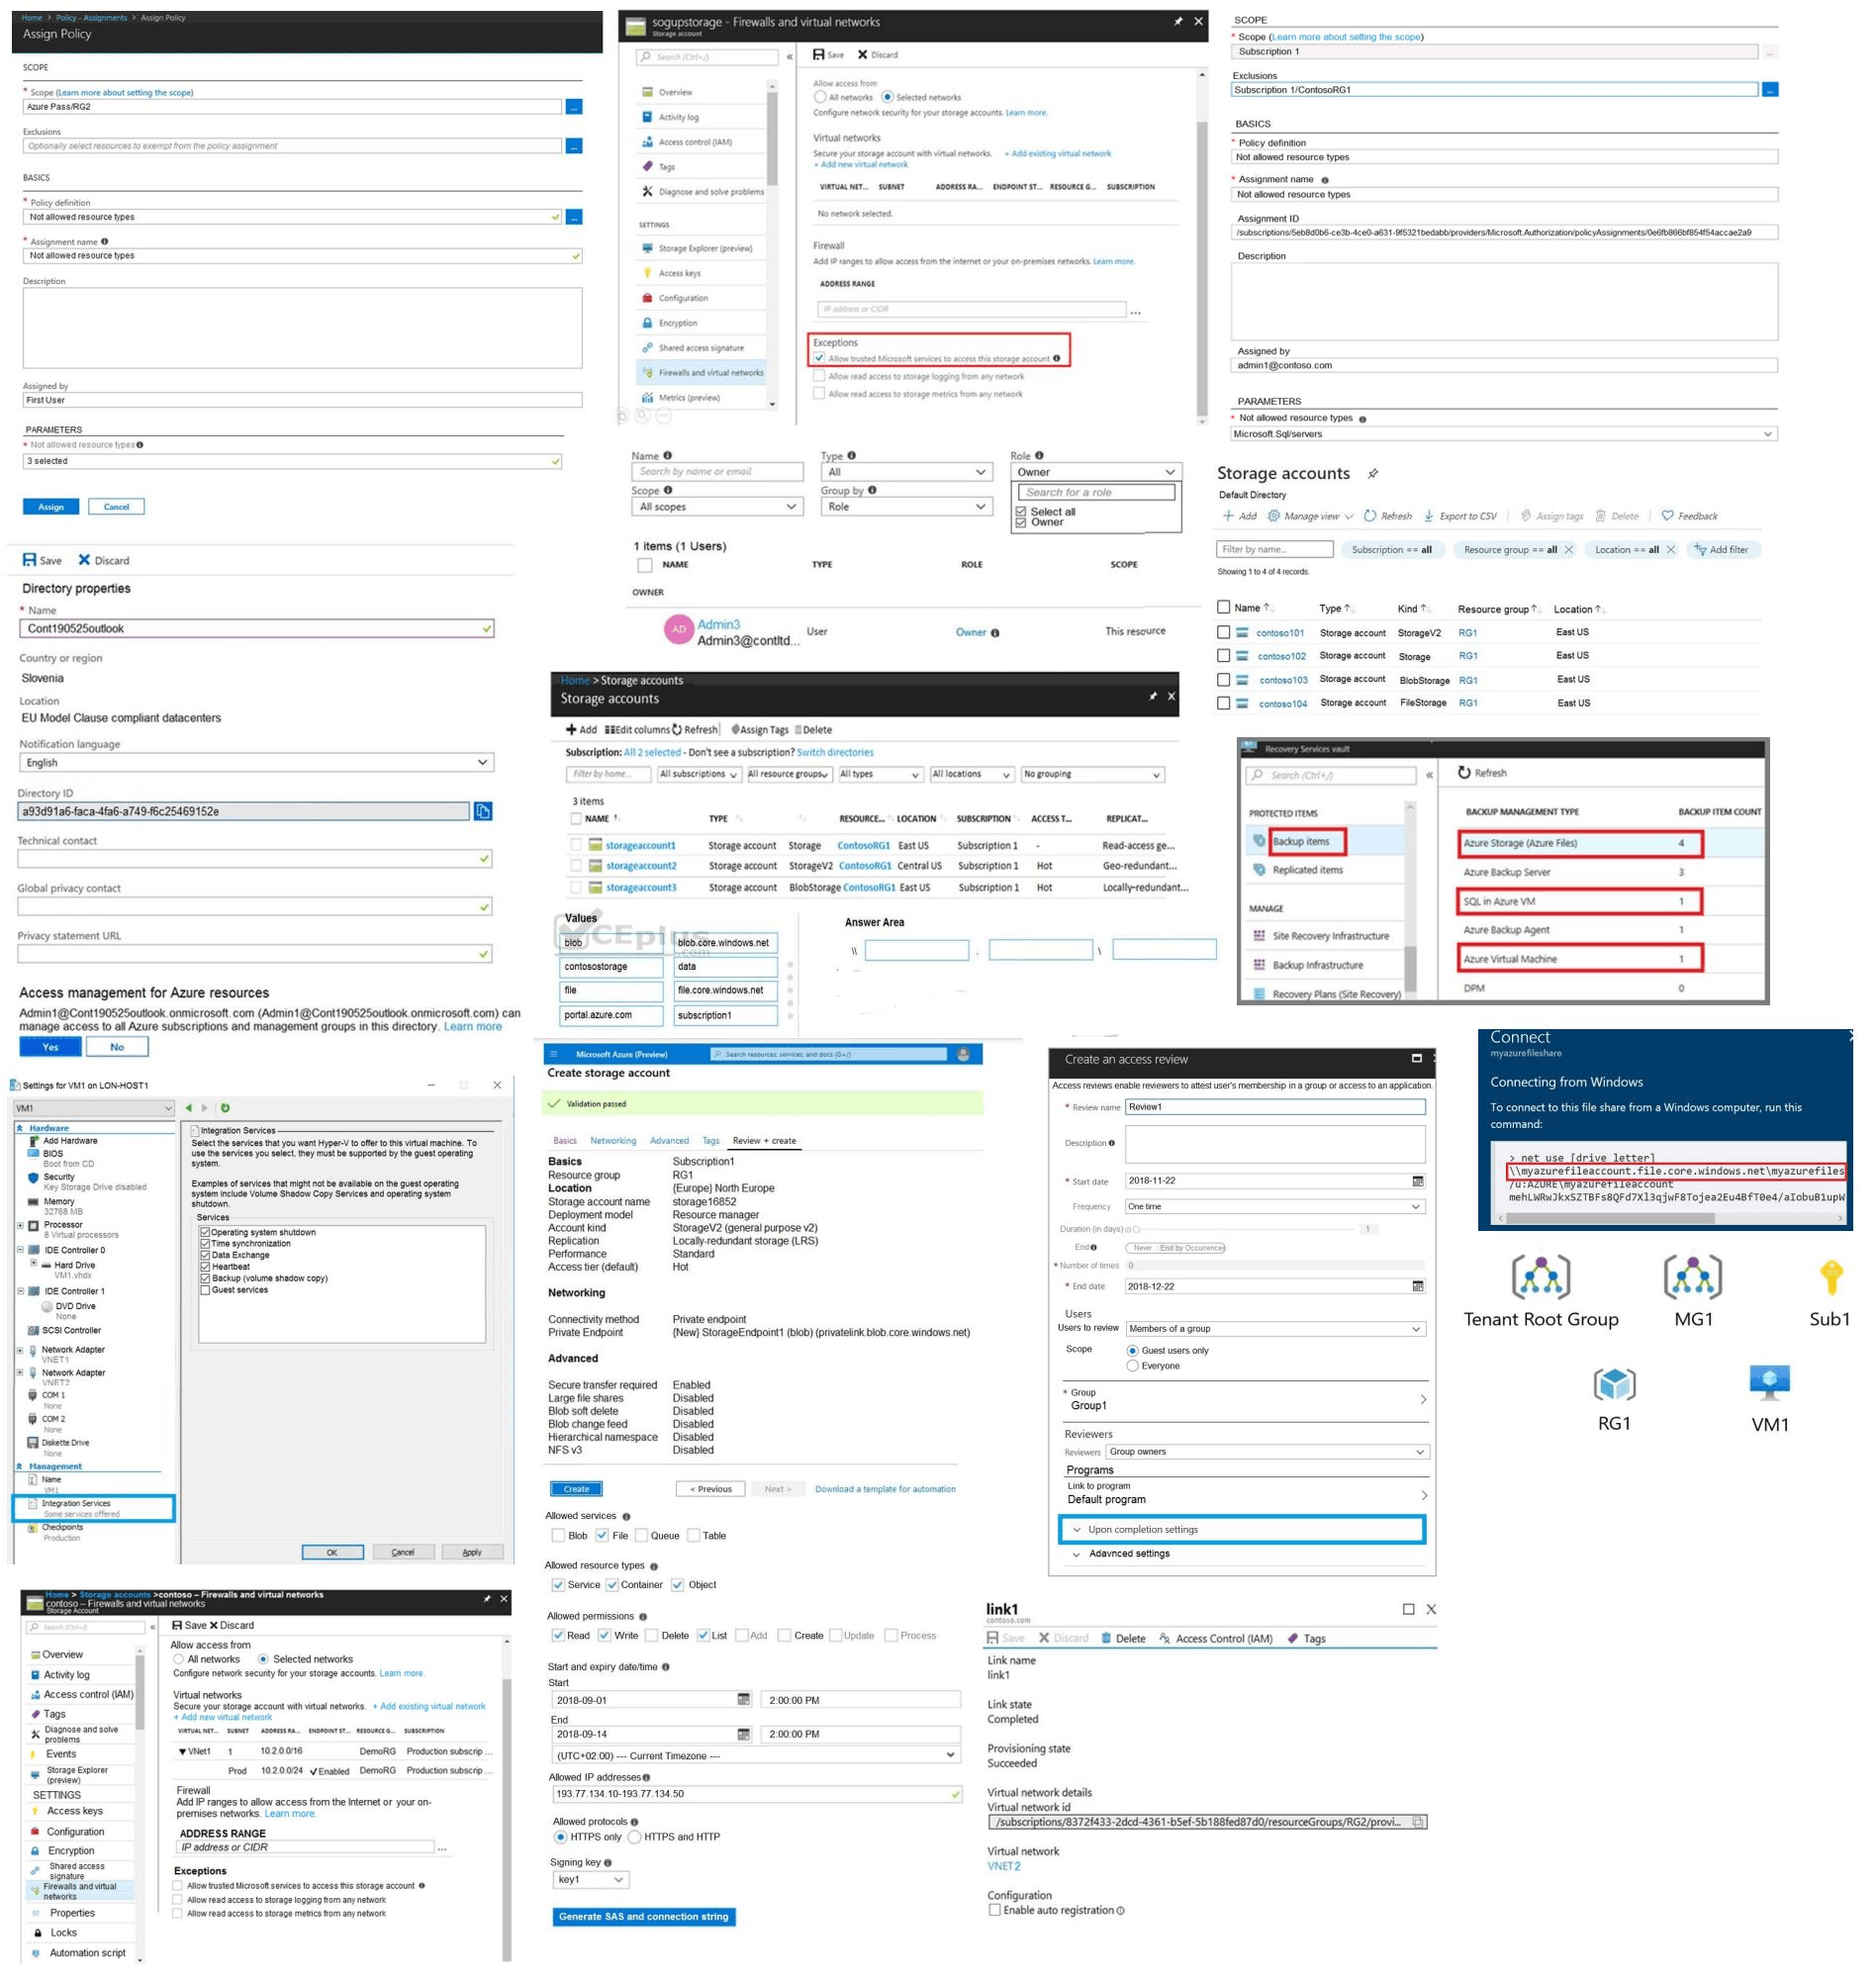 Home > Policy - Assignments > Assign Policy
Assign Policy
SCOPE
* Scope (Learn more about setting the scope)
Azure Pass/RG2
...
Exclusions
Optionally select resources to exempt from the policy assignment
...
BASICS
* Policy definition
Not allowed resource types
...
* Assignment name
Not allowed resource types
Description
Assigned by
First User
PARAMETERS
* Not allowed resource types
3 selected
Assign Cancel
sogupstorage - Firewalls and virtual networks
Storage account
Search (Ctrl+/)
Overview
Activity log
Access control (IAM)
Tags
Diagnose and solve problems
SETTINGS
Storage Explorer (preview)
Access keys
Configuration
Encryption
Shared access signature
Firewalls and virtual networks
Metrics (preview)
Save Discard
Allow access from
All networks Selected networks
Configure network security for your storage accounts. Learn more.
Virtual networks
Secure your storage account with virtual networks. + Add existing virtual network
+ Add new virtual network
VIRTUAL NET... SUBNET ADDRESS RA... ENDPOINT ST... RESOURCE G... SUBSCRIPTION
No network selected.
Firewall
Add IP ranges to allow access from the internet or your on-premises networks. Learn more.
ADDRESS RANGE
IP address or CIDR
...
Exceptions
Allow trusted Microsoft services to access this storage account
Allow read access to storage logging from any network
Allow read access to storage metrics from any network
SCOPE
* Scope (Learn more about setting the scope)
Subscription 1
...
Exclusions
Subscription 1/ContosoRG1
...
BASICS
* Policy definition
Not allowed resource types
* Assignment name
Not allowed resource types
Assignment ID
/subscriptions/5eb8d0b6-ce3b-4ce0-a631-9f5321bedabb/providers/Microsoft.Authorization/policyAssignments/0e6fb866bf854f54accae2a9
Description
Assigned by
admin1@contoso.com
PARAMETERS
* Not allowed resource types
Microsoft.Sql/servers
Name Type Role
Search by name or email All Owner
Scope Group by Search for a role
All scopes Role Select all
Owner
1 items (1 Users)
NAME TYPE ROLE SCOPE
OWNER
AD
Admin3 User Owner This resource
Admin3@contltd...
Storage accounts
Default Directory
Add Manage view Refresh Export to CSV Assign tags Delete Feedback
Filter by name... Subscription == all Resource group == all Location == all Add filter
Showing 1 to 4 of 4 records.
Name Type Kind Resource group Location
contoso101 Storage account StorageV2 RG1 East US
contoso102 Storage account Storage RG1 East US
contoso103 Storage account BlobStorage RG1 East US
contoso104 Storage account FileStorage RG1 East US
Save Discard
Directory properties
* Name
Cont190525outlook
Country or region
Slovenia
Location
EU Model Clause compliant datacenters
Notification language
English
Directory ID
a93d91a6-faca-4fa6-a749-f6c25469152e
Technical contact
Global privacy contact
Privacy statement URL
Access management for Azure resources
Admin1@Cont190525outlook.onmicrosoft.com (Admin1@Cont190525outlook.onmicrosoft.com) can
manage access to all Azure subscriptions and management groups in this directory. Learn more
Yes No
Home > Storage accounts
Storage accounts
Add Edit columns Refresh Assign Tags Delete
Subscription: All 2 selected - Don't see a subscription? Switch directories
Filter by home... All subscriptions All resource groups All types All locations No grouping
3 items
NAME TYPE RESOURCE... LOCATION SUBSCRIPTION ACCESS T... REPLICAT...
storageaccount1 Storage account Storage ContosoRG1 East US Subscription 1 - Read-access ge...
storageaccount2 Storage account StorageV2 ContosoRG1 Central US Subscription 1 Hot Geo-redundant...
storageaccount3 Storage account BlobStorage ContosoRG1 East US Subscription 1 Hot Locally-redundant...
Values Answer Area
CEplus
.com
blob blob.core.windows.net
contosostorage data
file file.core.windows.net
portal.azure.com subscription1
\\ . \
Recovery Services vault
Search (Ctrl+/)
Refresh
PROTECTED ITEMS
Backup items
Replicated items
MANAGE
Site Recovery Infrastructure
Backup Infrastructure
Recovery Plans (Site Recovery)
BACKUP MANAGEMENT TYPE BACKUP ITEM COUNT
Azure Storage (Azure Files) 4
Azure Backup Server 3
SQL in Azure VM 1
Azure Backup Agent 1
Azure Virtual Machine 1
DPM 0
Settings for VM1 on LON-HOST1
VM1
Hardware
Add Hardware
BIOS
Boot from CD
Security
Key Storage Drive disabled
Memory
32768 MB
Processor
8 Virtual processors
IDE Controller 0
Hard Drive
VM1.vhdx
IDE Controller 1
DVD Drive
None
SCSI Controller
Network Adapter
VNET1
Network Adapter
VNET2
COM 1
None
COM 2
None
Diskette Drive
None
Management
Name
VM1
Integration Services
Some services offered
Checkpoints
Production
Integration Services
Select the services that you want Hyper-V to offer to this virtual machine. To
use the services you select, they must be supported by the guest operating
system.
Examples of services that might not be available on the guest operating
system include Volume Shadow Copy Services and operating system
shutdown.
Services
Operating system shutdown
Time synchronization
Data Exchange
Heartbeat
Backup (volume shadow copy)
Guest services
OK Cancel Apply
Microsoft Azure (Preview) Search resources, services, and docs (G+/)
Create storage account
Validation passed
Basics Networking Advanced Tags Review + create
Basics Subscription1
Resource group RG1
Location (Europe) North Europe
Storage account name storage16852
Deployment model Resource manager
Account kind StorageV2 (general purpose v2)
Replication Locally-redundant storage (LRS)
Performance Standard
Access tier (default) Hot
Networking
Connectivity method Private endpoint
Private Endpoint (New) StorageEndpoint1 (blob) (privatelink.blob.core.windows.net)
Advanced
Secure transfer required Enabled
Large file shares Disabled
Blob soft delete Disabled
Blob change feed Disabled
Hierarchical namespace Disabled
NFS v3 Disabled
Create < Previous Next > Download a template for automation
Allowed services
Blob File Queue Table
Allowed resource types
Service Container Object
Allowed permissions
Read Write Delete List Add Create Update Process
Start and expiry date/time
Start
2018-09-01 2:00:00 PM
End
2018-09-14 2:00:00 PM
(UTC+02:00) --- Current Timezone ---
Allowed IP addresses
193.77.134.10-193.77.134.50
Allowed protocols
HTTPS only HTTPS and HTTP
Signing key
key1
Generate SAS and connection string
Create an access review
Access reviews enable reviewers to attest user's membership in a group or access to an application.
* Review name Review1
Description
* Start date 2018-11-22
Frequency One time
Duration (in days) 1
End Never End by Occurrences
* Number of times 0
* End date 2018-12-22
Users
Users to review Members of a group
Scope Guest users only
Everyone
* Group
Group1
Reviewers
Reviewers Group owners
Programs
Link to program
Default program
Upon completion settings
Adavnced settings
Connect
myazurefileshare
Connecting from Windows
To connect to this file share from a Windows computer, run this
command:
> net use [drive letter]
\\myazurefileaccount.file.core.windows.net\myazurefiles
/u:AZURE\myazurefileaccount
mehLWRwJkxSZTBFs8QFd7Xl3qjwF8Tojea2Eu4BfT0e4/aIobuB1upW
Tenant Root Group MG1 Sub1
RG1 VM1
Home > Storage accounts >contoso – Firewalls and virtual networks
contoso – Firewalls and virtual networks
Storage Account
Search (Ctrl+/)
Overview
Activity log
Access control (IAM)
Tags
Diagnose and solve
problems
Events
Storage Explorer
(preview)
SETTINGS
Access keys
Configuration
Encryption
Shared access
signature
Firewalls and virtual
networks
Properties
Locks
Automation script
Save Discard
Allow access from
All networks Selected networks
Configure network security for your storage accounts. Learn more.
Virtual networks
Secure your storage account with virtual networks. + Add existing virtual network
+ Add new virtual network
VIRTUAL NET... SUBNET ADDRESS RA... ENDPOINT ST... RESOURCE G... SUBSCRIPTION
VNet1 1 10.2.0.0/16 DemoRG Production subscrip ...
Prod 10.2.0.0/24 Enabled DemoRG Production subscrip ...
Firewall
Add IP ranges to allow access from the Internet or your on-
premises networks. Learn more.
ADDRESS RANGE
IP address or CIDR
...
Exceptions
Allow trusted Microsoft services to access this storage account
Allow read access to storage logging from any network
Allow read access to storage metrics from any network
link1
contoso.com
Save Discard Delete Access Control (IAM) Tags
Link name
link1
Link state
Completed
Provisioning state
Succeeded
Virtual network details
Virtual network id
/subscriptions/8372f433-2dcd-4361-b5ef-5b188fed87d0/resourceGroups/RG2/provi...
Virtual network
VNET2
Configuration
Enable auto registration